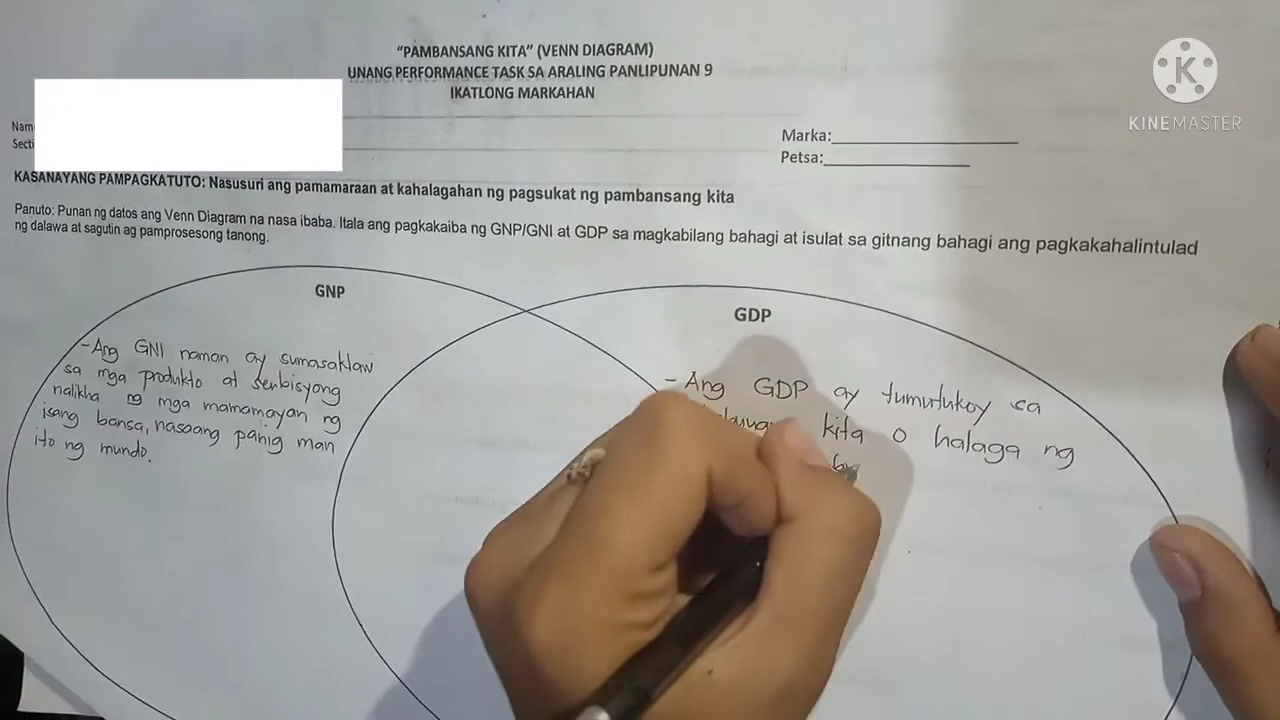 "PAMBANSANG KITA" (VENN DIAGRAM)
UNANG PERFORMANCE TASK SA ARALING PANLIPUNAN 9
IKATLONG MARKAHAN
KINEMASTER
Marka:
Petsa:
KASANAYANG PAMPAGKATUTO: Nasusuri ang pamamaraan at kahalagahan ng pagsukat ng pambansang kita
Panuto: Punan ng datos ang Venn Diagram na nasa ibaba. Itala ang pagkakaiba ng GNP/GNI at GDP sa magkabilang bahagi at isulat sa gitnang bahagi ang pagkakahalintulad
ng dalawa at sagutin ag pamprosesong tanong.
GNP
-Ang GNI naman ay sumasaklaw
sa mga produkto at serbisyong
nalikha ng mga mamamayan ng
isang bansa, nasaang panig man
ito ng mundo.
GDP
- Ang GDP ay tumutukoy sa
kita o halaga ng